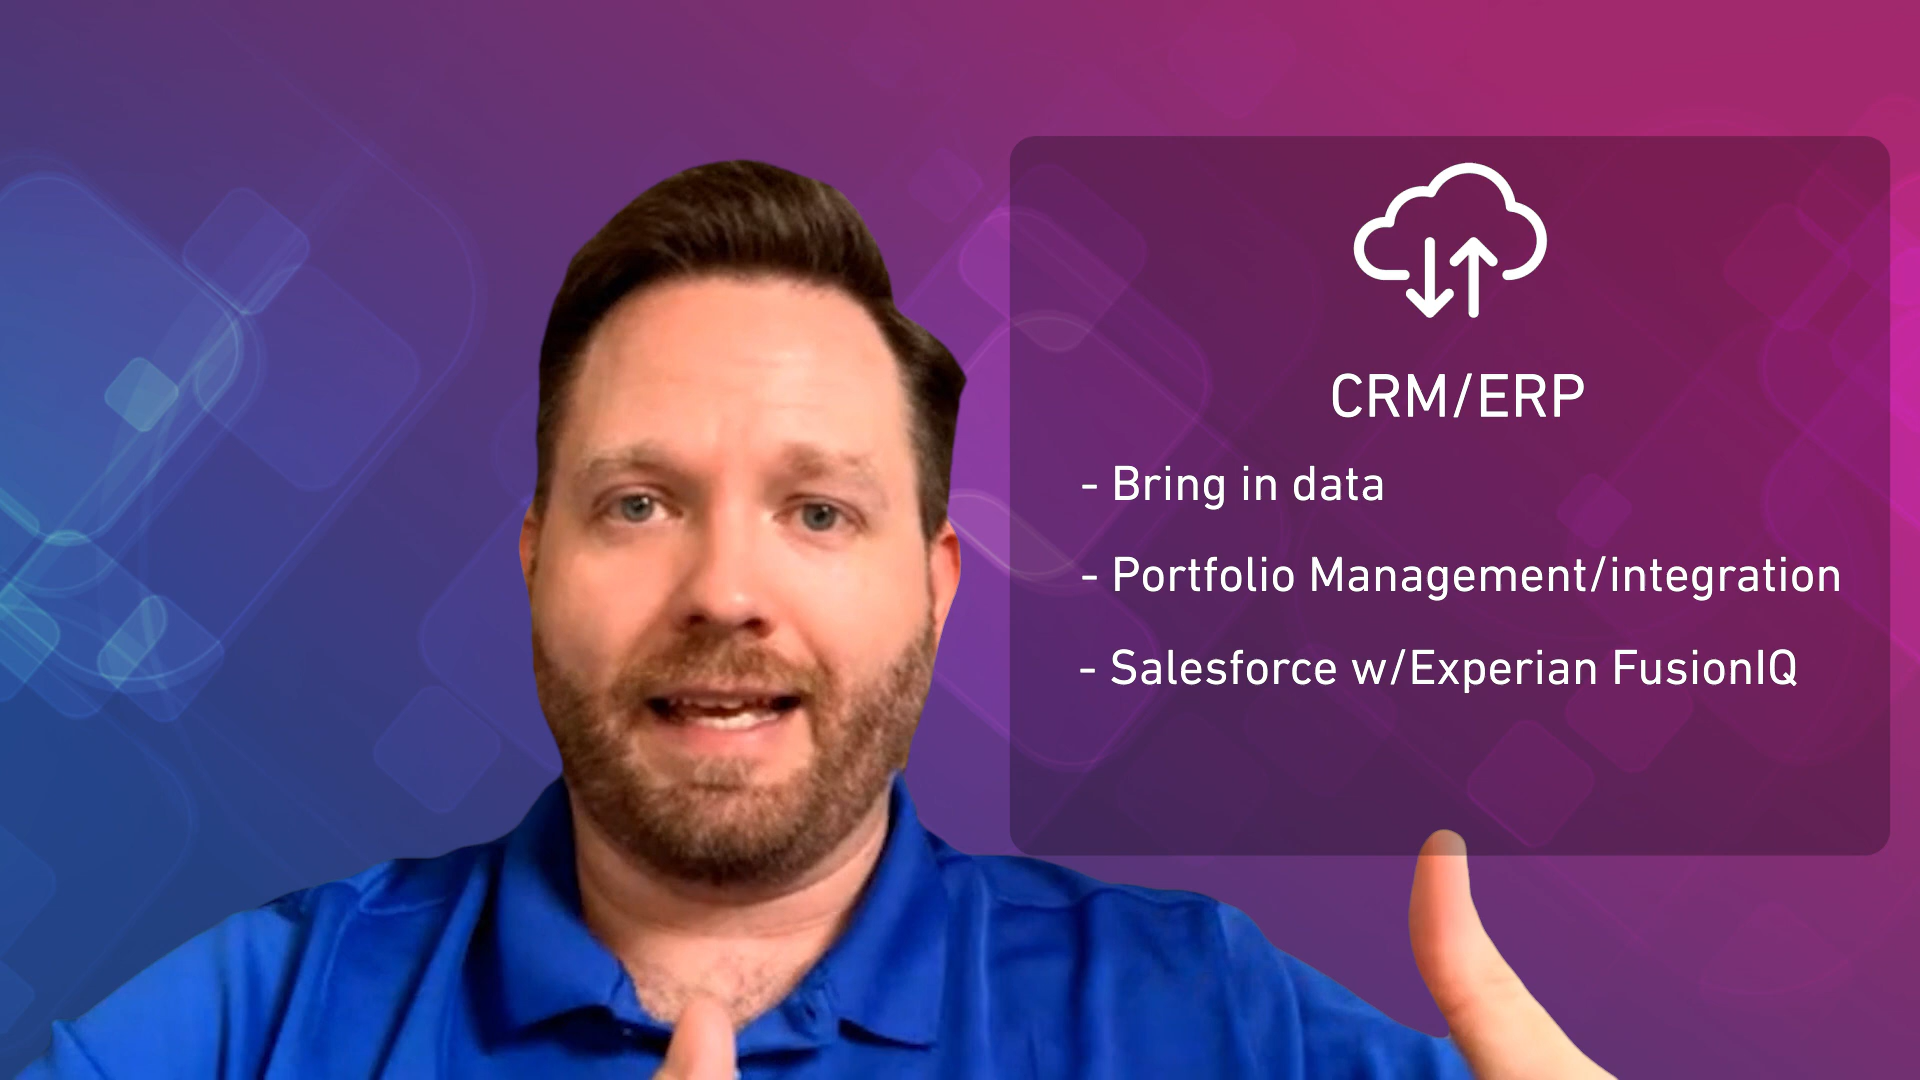 CRM/ERP
- Bring in data
- Portfolio Management/integration
- Salesforce w/Experian FusionIQ